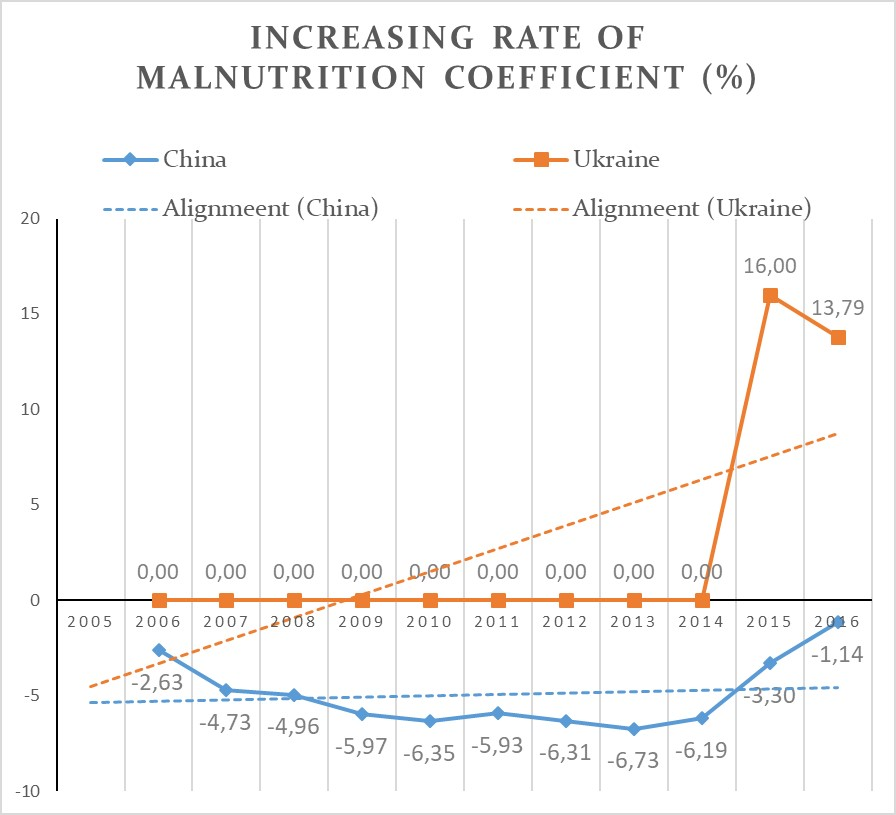 INCREASING RATE OF
MALNUTRITION COEFFICIENT (%)
China
Ukraine
Alignmeent (China)
Alignmeent (Ukraine)
20
15
10
5
0
-5
-10
16,00
13,79
0,00 0,00 0,00 0,00 0,00 0,00 0,00 0,00 0,00
2005 2006 2007 2008 2009 2010 2011 2012 2013 2014 2015 2016
-2,63
-4,73
-4,96
-5,97
-6,35
-5,93
-6,31
-6,73
-6,19
-3,30
-1,14